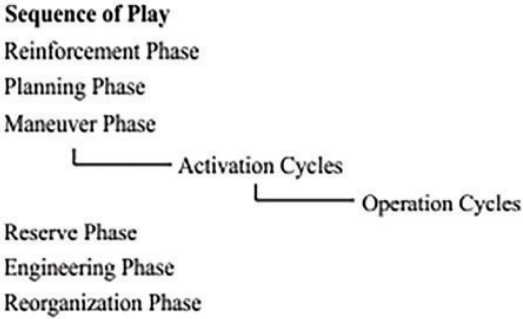 Sequence of Play
Reinforcement Phase
Planning Phase
Maneuver Phase
Activation Cycles
Operation Cycles
Reserve Phase
Engineering Phase
Reorganization Phase